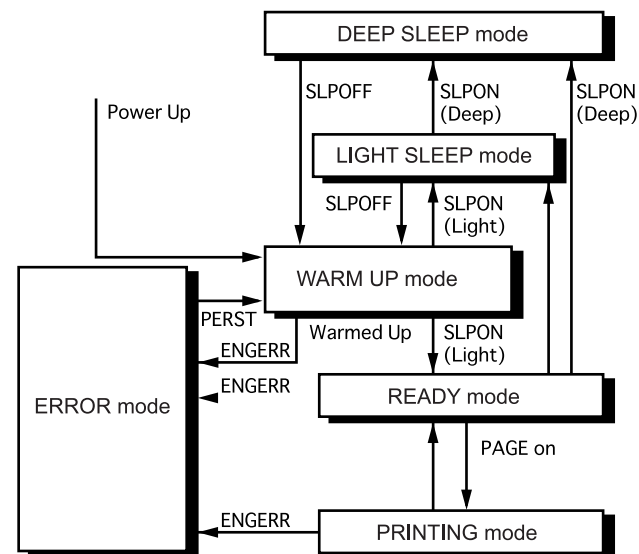 DEEP SLEEP mode
SLPOFF
SLPON
(Deep)
SLPON
(Deep)
Power Up
LIGHT SLEEP mode
SLPOFF
SLPON
(Light)
WARM UP mode
PERST
Warmed Up
SLPON
(Light)
ENGERR
ENGERR
ERROR mode
READY mode
PAGE on
ENGERR
PRINTING mode